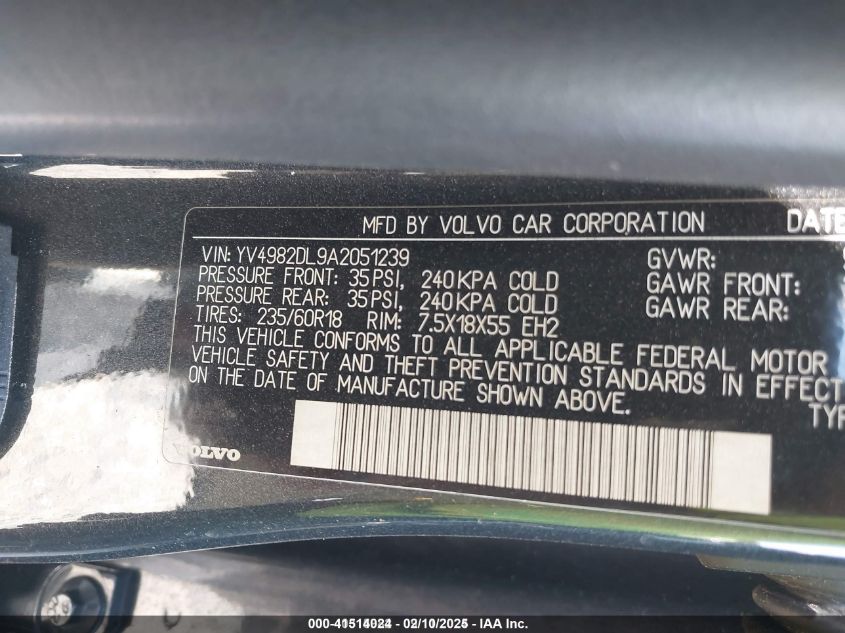 MFD BY VOLVO CAR CORPORATION DATE
VIN: YV4982DL9A2051239 GVWR:
PRESSURE FRONT: 35PSI, 240KPA COLD GAWR FRONT:
PRESSURE REAR: 35PSI, 240KPA COLD GAWR REAR:
TIRES: 235/60R18 RIM: 7.5X18X55 EH2
THIS VEHICLE CONFORMS TO ALL APPLICABLE FEDERAL MOTOR
VEHICLE SAFETY AND THEFT PREVENTION STANDARDS IN EFFECT
ON THE DATE OF MANUFACTURE SHOWN ABOVE.
TYP
VOLVO
02/10/2025 - IAA Inc.